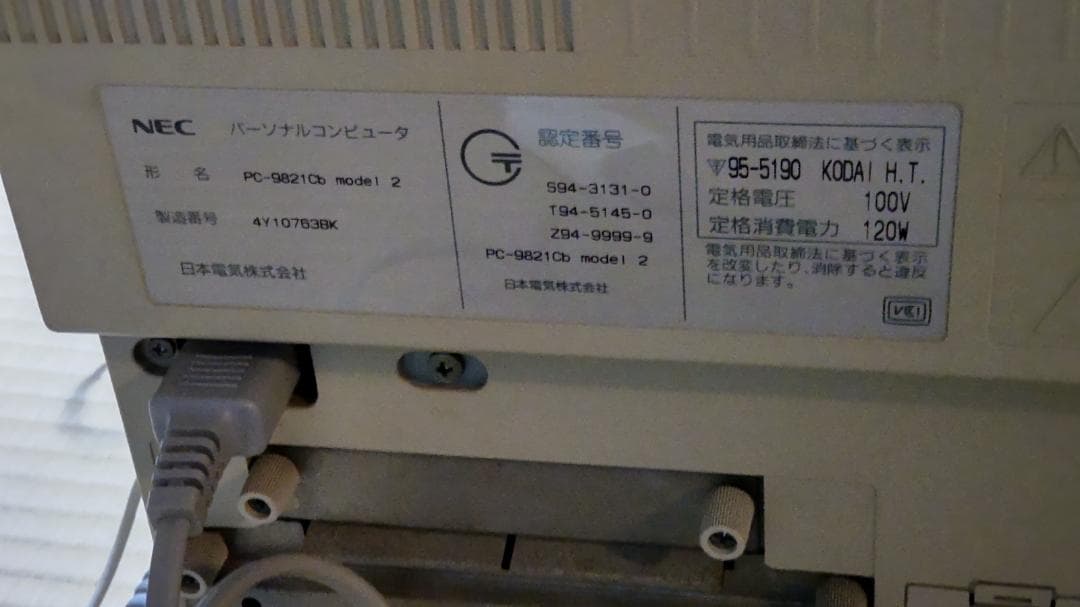 NEC パーソナルコンピュータ
形 名 PC-9821Cb model 2
製造番号 4Y10763BK
日本電気株式会社
認定番号
S94-3131-0
T94-5145-0
Z94-9999-9
PC-9821Cb model 2
日本電気株式会社
電気用品取締法に基づく表示
95-5190 KODAI H.T.
定格電圧 100V
定格消費電力 120W
電気用品取締法に基づく表示
を改変したり、消除すると違反
になります。
VCI